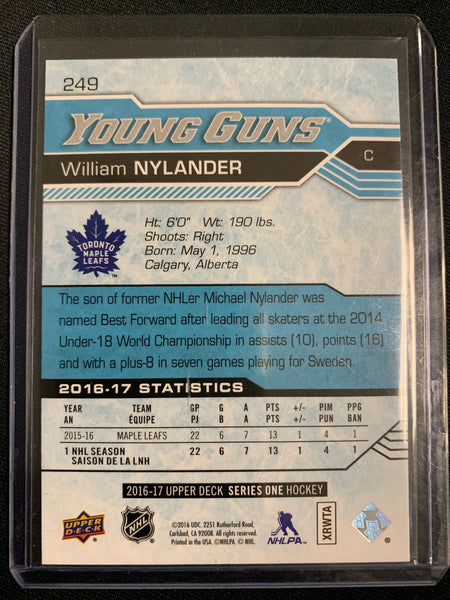 249
YOUNG GUNS®
William NYLANDER
C
Ht: 6'0" Wt: 190 lbs.
Shoots: Right
Born: May 1, 1996
Calgary, Alberta
TORONTO
MAPLE
LEAFS
The son of former NHLer Michael Nylander was
named Best Forward after leading all skaters at the 2014
Under-18 World Championship in assists (10), points (16)
and with a plus-8 in seven games playing for Sweden.
2016-17 STATISTICS
YEAR TEAM GP G A PTS +/- PIM PPG
AN ÉQUIPE PJ B A PTS +/- PUN BAN
2015-16 MAPLE LEAFS 22 6 7 13 1 4 1
1 NHL SEASON 22 6 7 13 1 4 1
SAISON DE LA LNH
2016-17 UPPER DECK SERIES ONE HOCKEY
UPPER
DECK
NHL
©2016 UDC. 2251 Rutherford Road,
Carlsbad, CA 92008. All rights reserved.
Printed in the USA. ©NHLPA. © NHL.
NHLPA
XRWTA
®